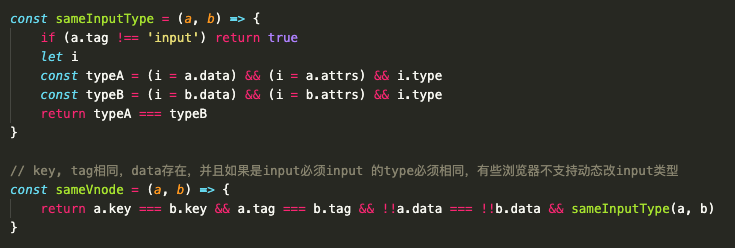 const sameInputType = (a, b) => {
    if (a.tag !== 'input') return true
    let i
    const typeA = (i = a.data) && (i = a.attrs) && i.type
    const typeB = (i = b.data) && (i = b.attrs) && i.type
    return typeA === typeB
}

// key, tag相同，data存在，并且如果是input必须input 的type必须相同，有些浏览器不支持动态改input类型
const sameVnode = (a, b) => {
    return a.key === b.key && a.tag === b.tag && !!a.data === !!b.data && sameInputType(a, b)
}